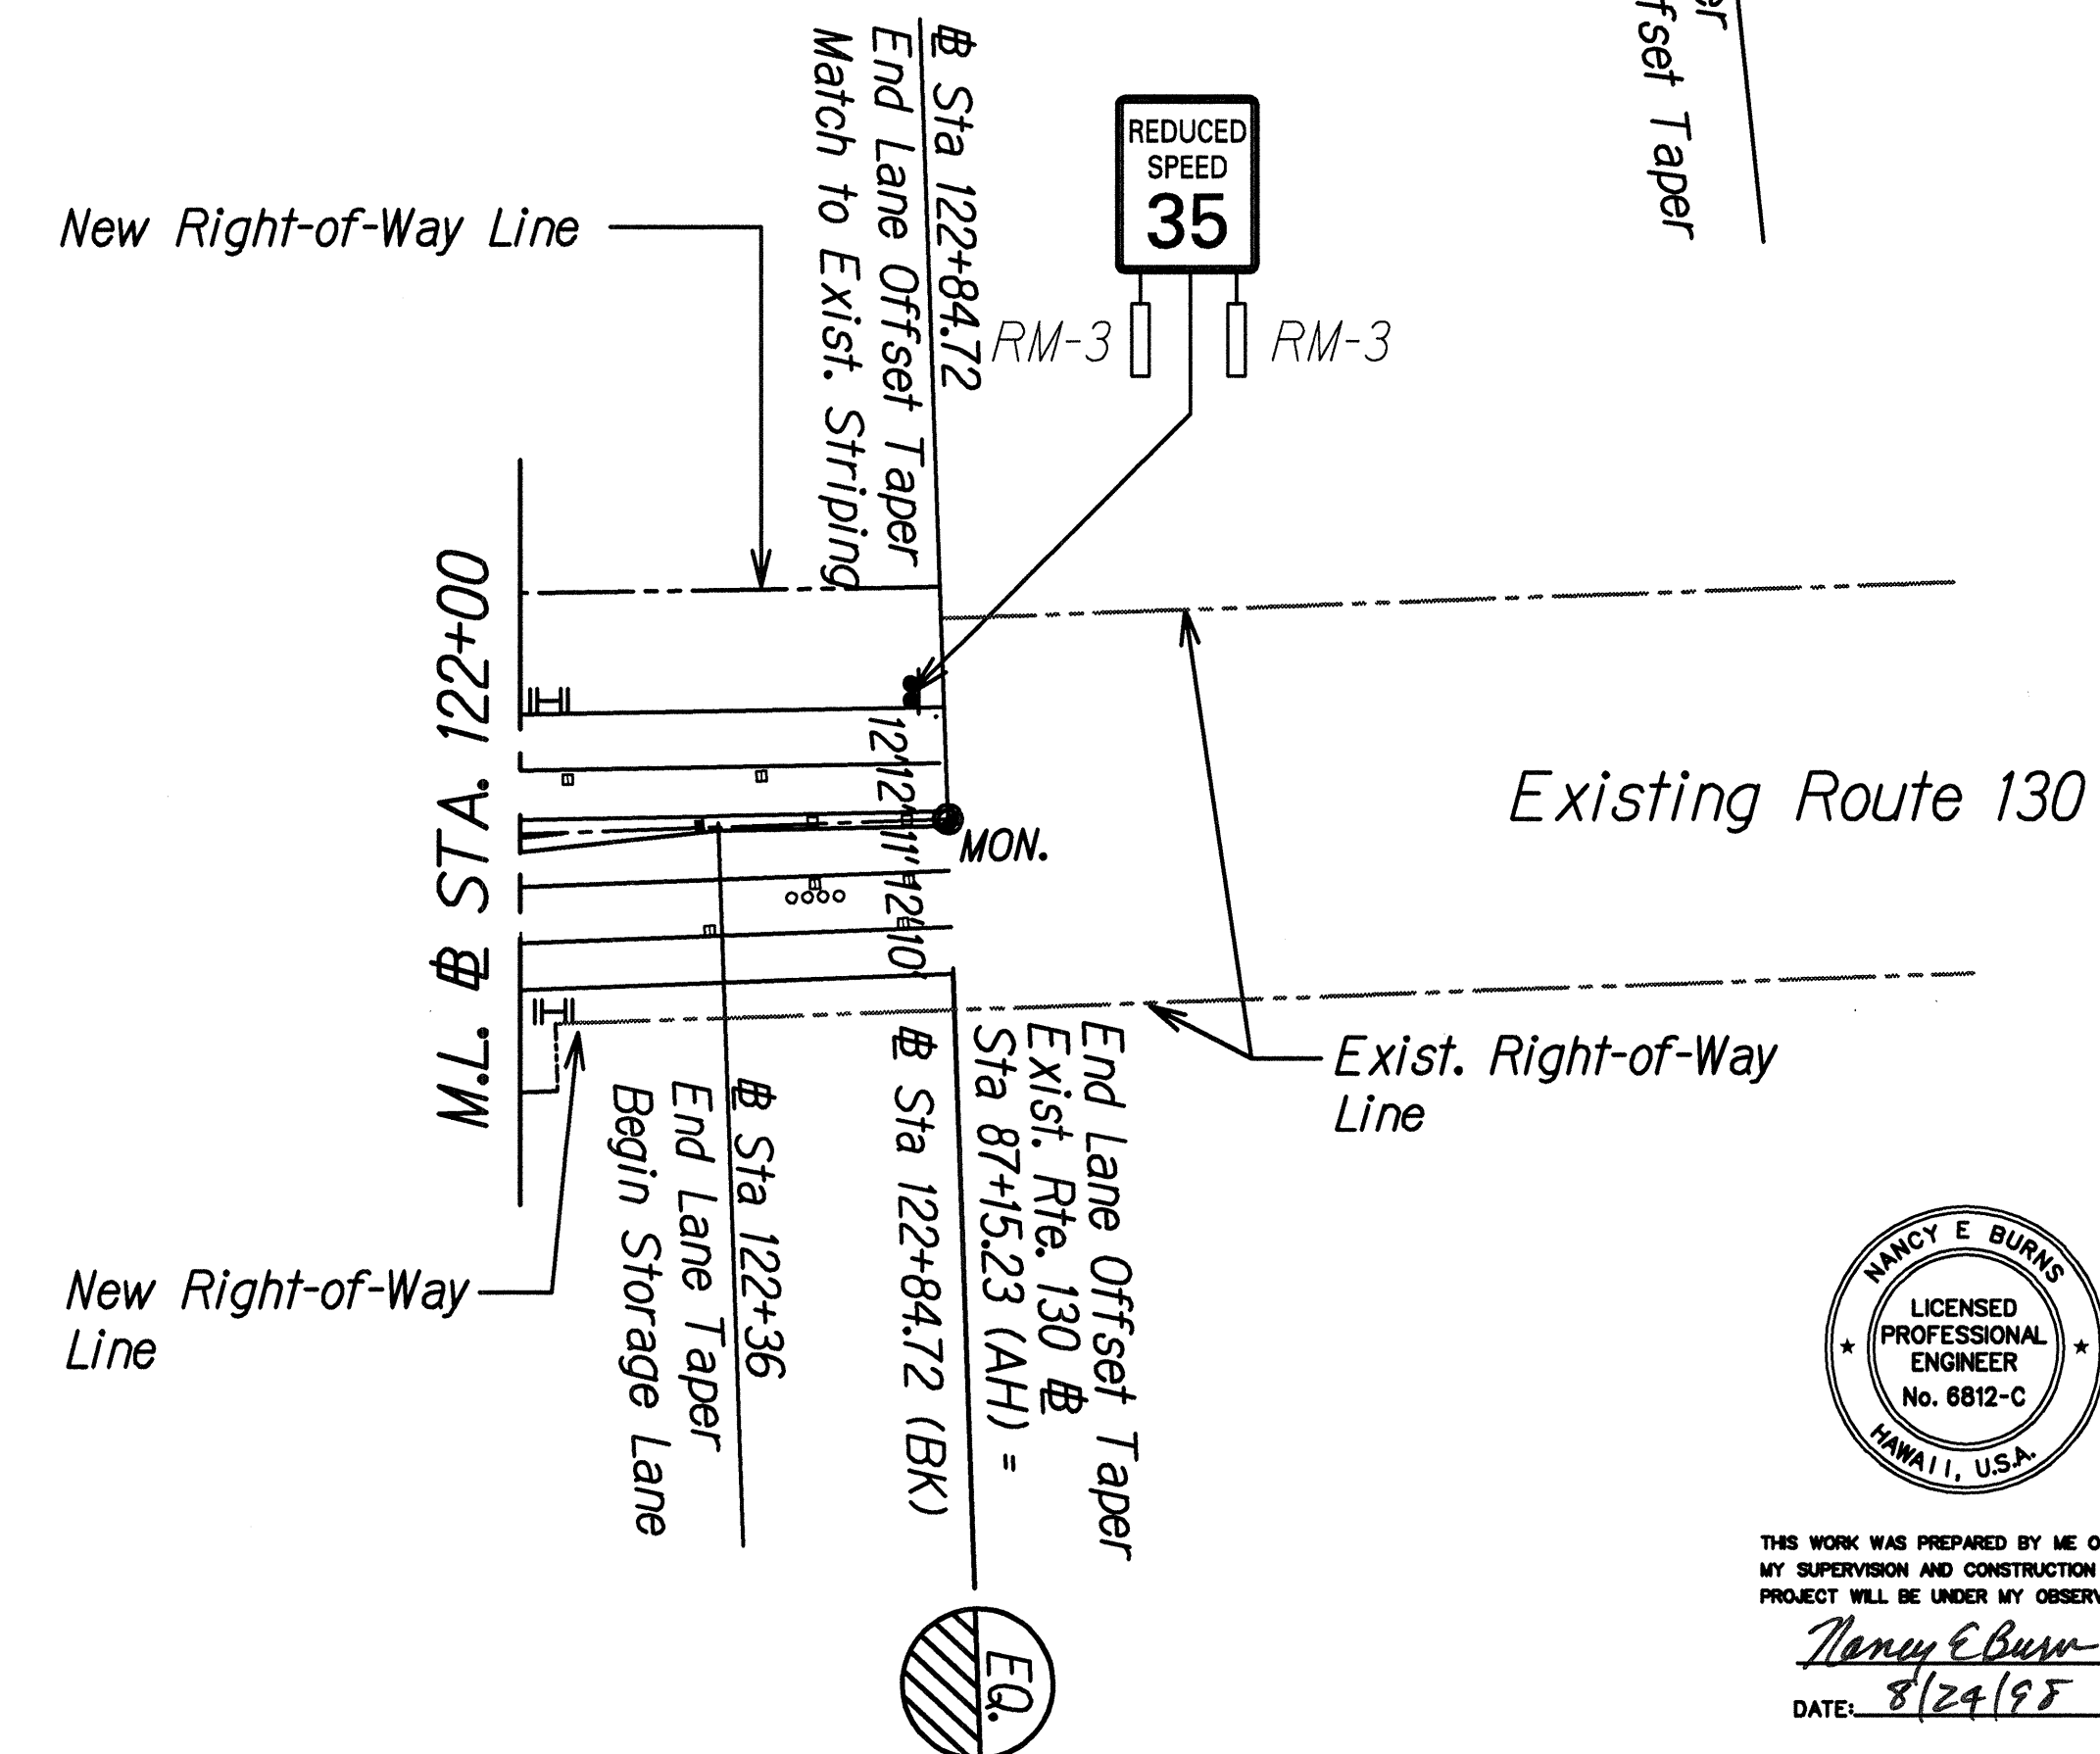 fset Taper
REDUCED
SPEED
35
RM-3
RM-3
New Right-of-Way Line
℔ Sta 122+84.72
End Lane Offset Taper
Match to Exist. Striping
M.L. ℔ STA. 122+00
12'
12'
11'
12'
10'
MON.
Existing Route 130
Exist. Right-of-Way
Line
End Lane Offset Taper
Exist. Rte. 130 ℔
Sta 87+15.23 (AH) =
℔ Sta 122+84.72 (BK)
℔ Sta 122+36
End Lane Taper
Begin Storage Lane
New Right-of-Way
Line
EQ.
NANCY E BURNS
LICENSED
PROFESSIONAL
ENGINEER
No. 6812-C
HAWAII, U.S.A.
THIS WORK WAS PREPARED BY ME O
MY SUPERVISION AND CONSTRUCTION
PROJECT WILL BE UNDER MY OBSERV
Nancy E Burn
DATE: 8/24/98